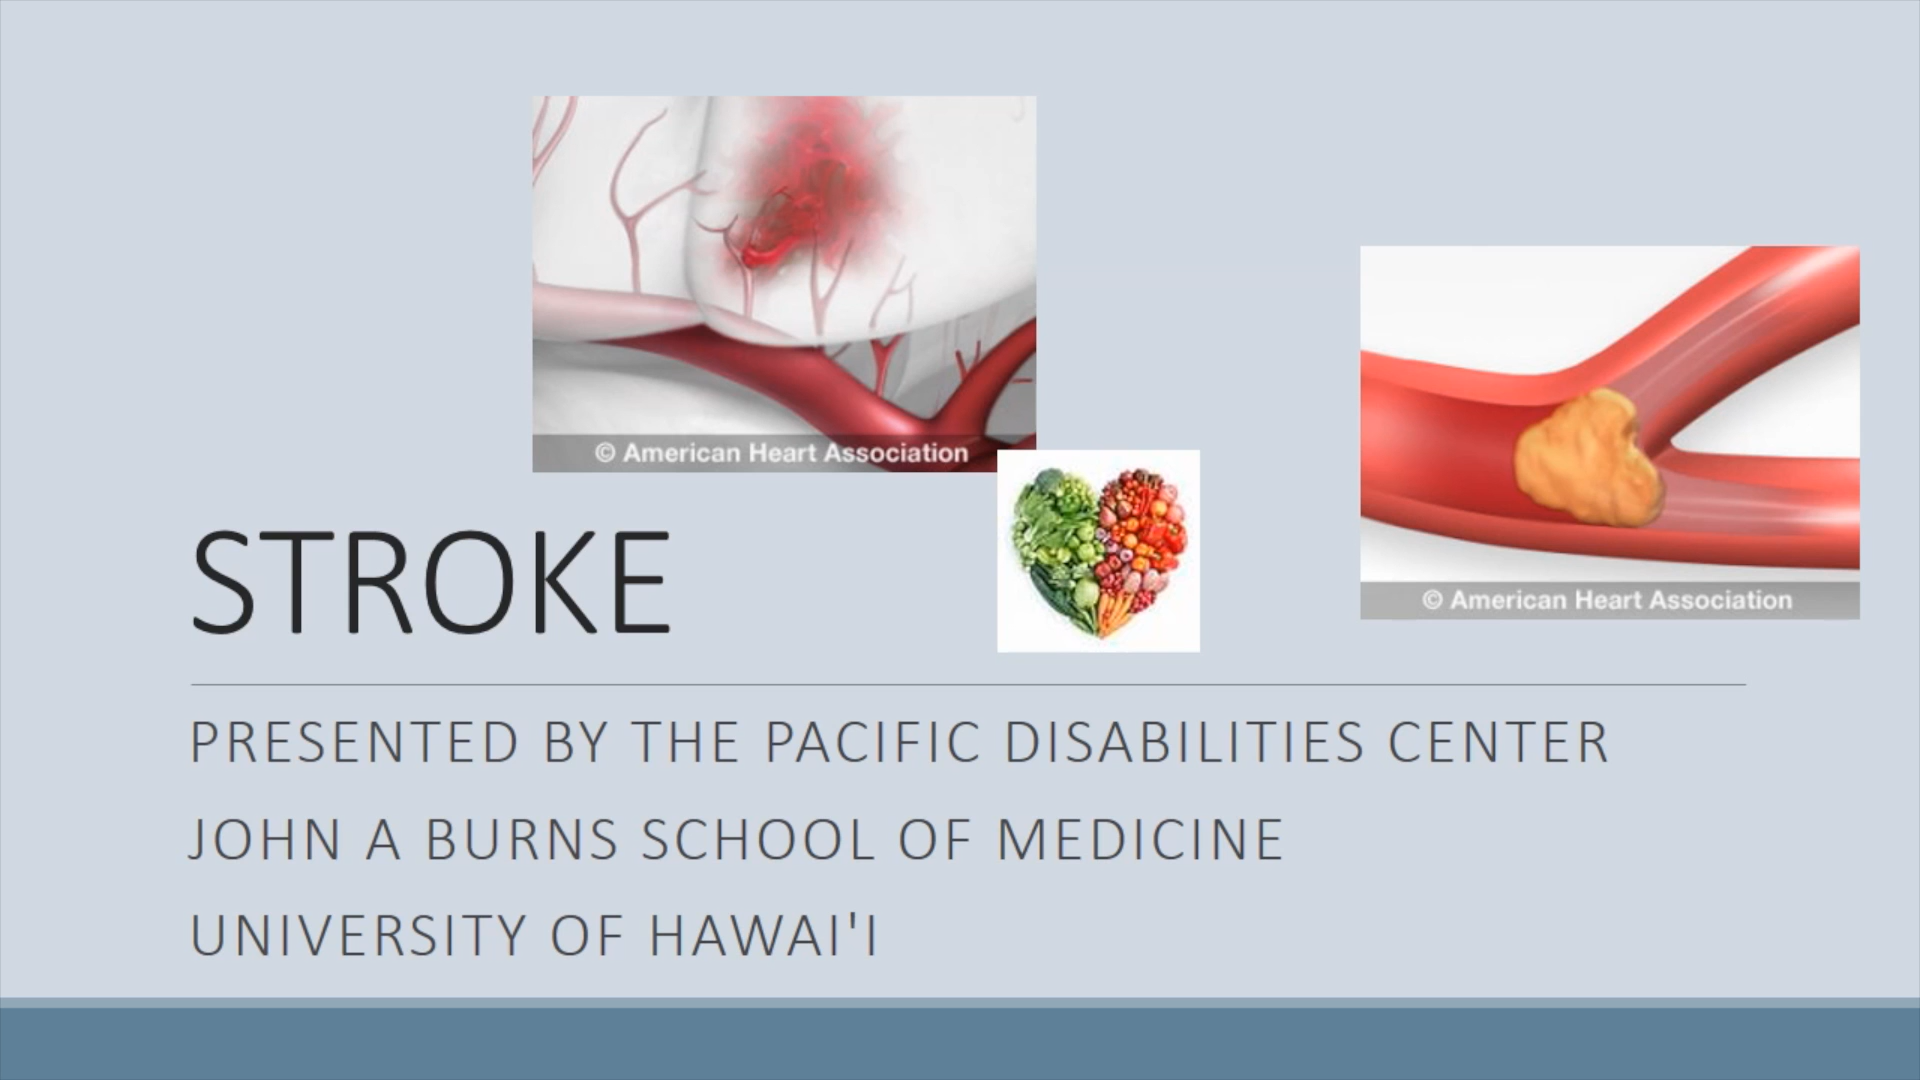 © American Heart Association
© American Heart Association
STROKE
PRESENTED BY THE PACIFIC DISABILITIES CENTER
JOHN A BURNS SCHOOL OF MEDICINE
UNIVERSITY OF HAWAI'I